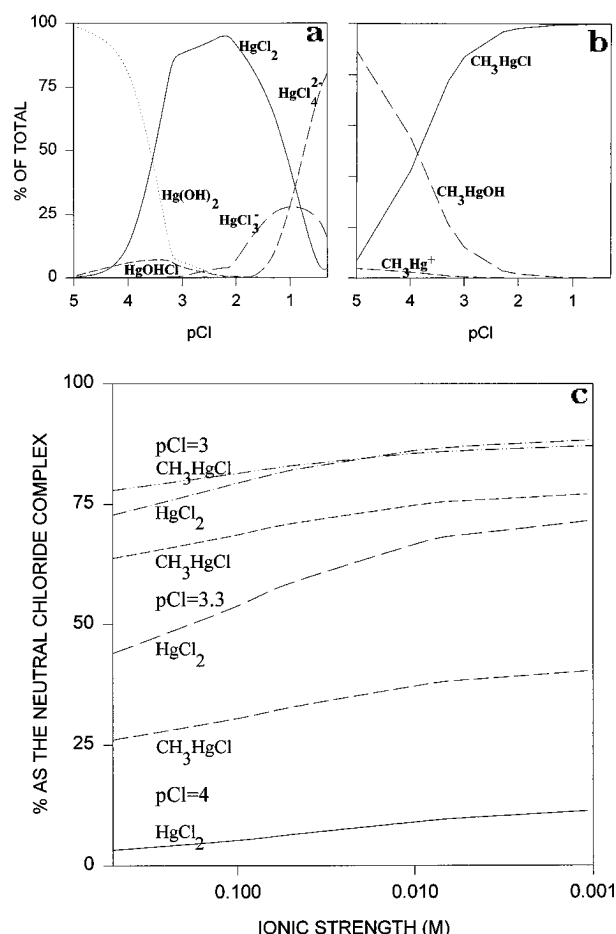 a
b
% OF TOTAL
100
75
50
25
0
HgCl₂
HgCl₄²⁻
Hg(OH)₂
HgCl₃⁻
HgOHCl
CH₃HgCl
CH₃HgOH
CH₃Hg⁺
5 4 3 2 1
pCl
5 4 3 2 1
pCl
c
% AS THE NEUTRAL CHLORIDE COMPLEX
100
75
50
25
0
pCl=3
CH₃HgCl
HgCl₂
CH₃HgCl
pCl=3.3
HgCl₂
CH₃HgCl
pCl=4
HgCl₂
0.100 0.010 0.001
IONIC STRENGTH (M)